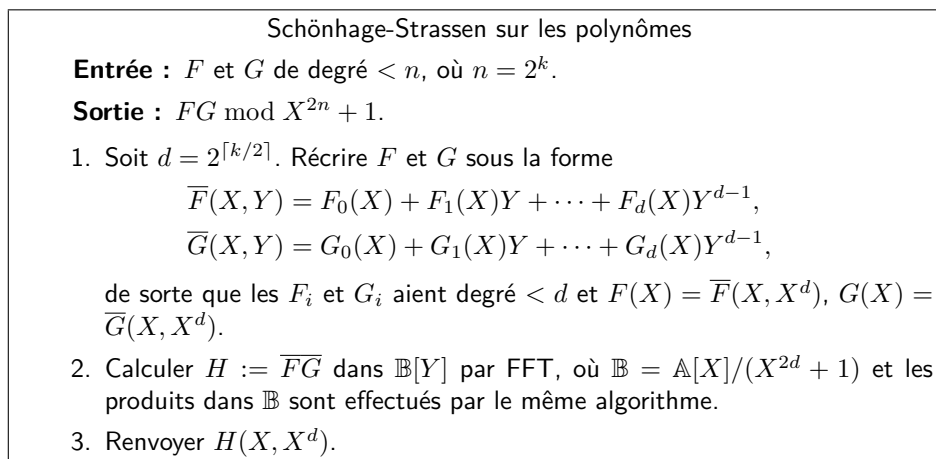 Schönhage-Strassen sur les polynômes
Entrée : F et G de degré < n, où n = 2^k.
Sortie : FG mod X^{2n} + 1.
1. Soit d = 2^{⌈k/2⌉}. Récrire F et G sous la forme
F̅(X, Y) = F_0(X) + F_1(X)Y + ⋯ + F_d(X)Y^{d−1},
G̅(X, Y) = G_0(X) + G_1(X)Y + ⋯ + G_d(X)Y^{d−1},
de sorte que les F_i et G_i aient degré < d et F(X) = F̅(X, X^d), G(X) =
G̅(X, X^d).
2. Calculer H := F̅G̅ dans 𝔹[Y] par FFT, où 𝔹 = 𝔸[X]/(X^{2d} + 1) et les
produits dans 𝔹 sont effectués par le même algorithme.
3. Renvoyer H(X, X^d).